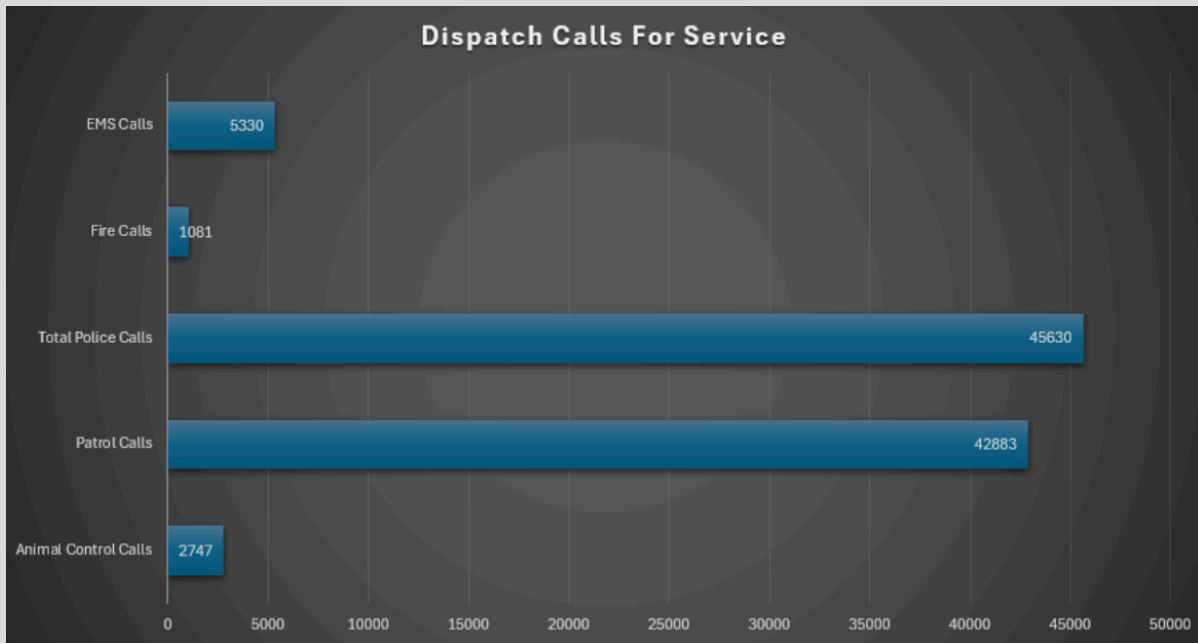 Dispatch Calls For Service
EMS Calls
5330
Fire Calls
1081
Total Police Calls
45630
Patrol Calls
42883
Animal Control Calls
2747
0 5000 10000 15000 20000 25000 30000 35000 40000 45000 50000